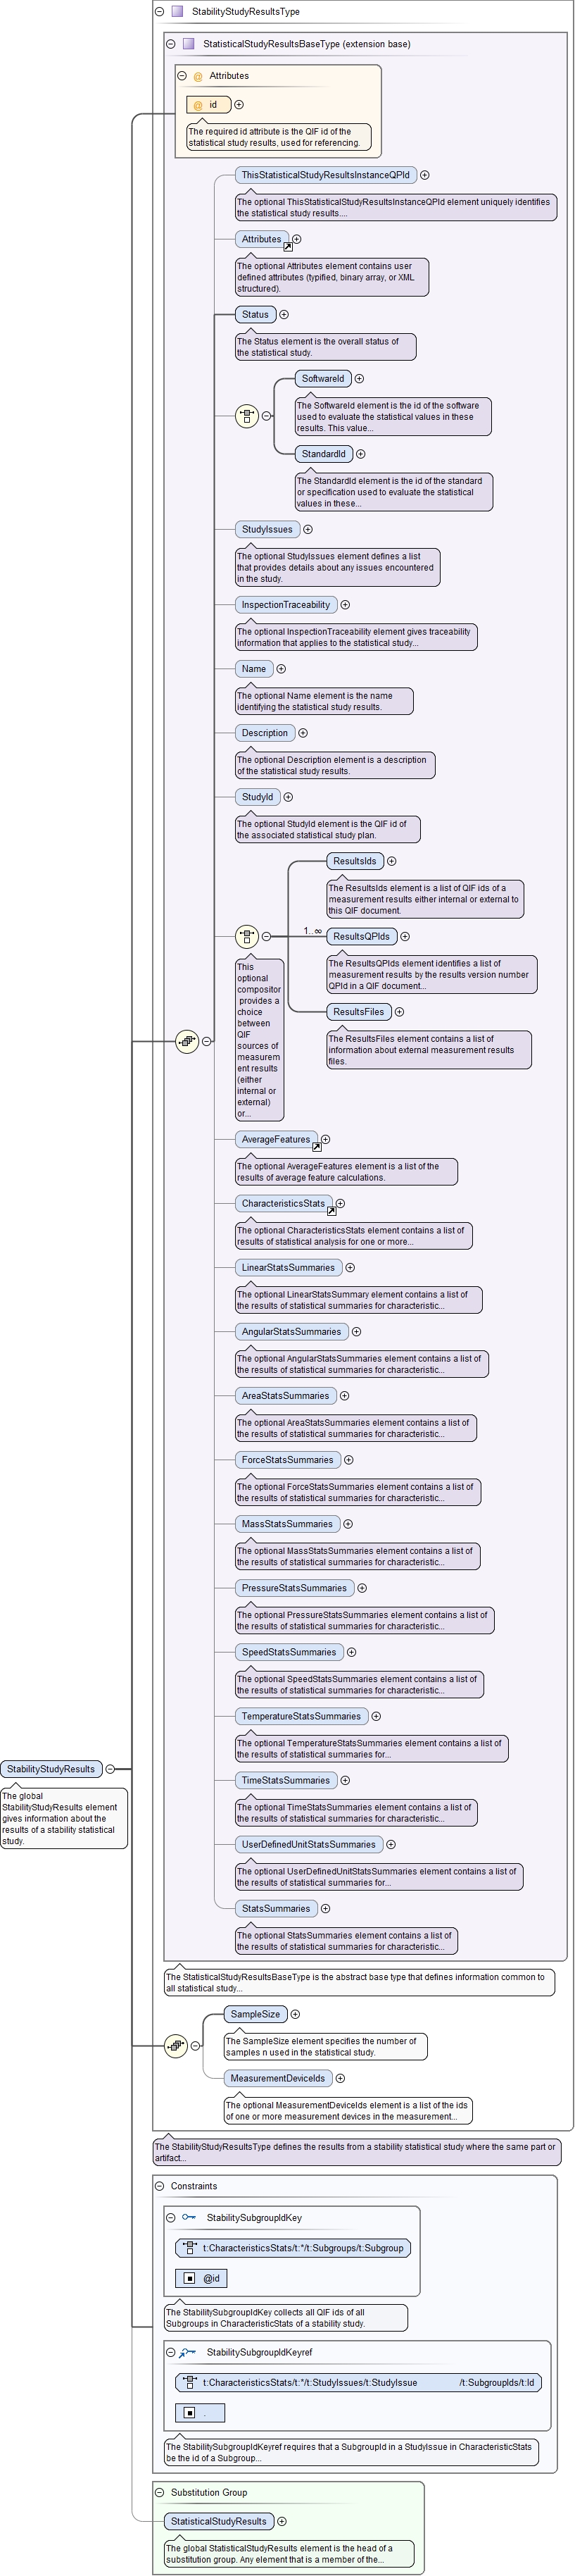 StabilityStudyResultsType
StatisticalStudyResultsBaseType (extension base)
Attributes
id
The required id attribute is the QIF id of the
statistical study results, used for referencing.
ThisStatisticalStudyResultsInstanceQPId
The optional ThisStatisticalStudyResultsInstanceQPId element uniquely identifies
the statistical study results....
Attributes
The optional Attributes element contains user
defined attributes (typified, binary array, or XML
structured).
Status
The Status element is the overall status of
the statistical study.
SoftwareId
The SoftwareId element is the id of the software
used to evaluate the statistical values in these
results. This value...
StandardId
The StandardId element is the id of the standard
or specification used to evaluate the statistical
values in these...
StudyIssues
The optional StudyIssues element defines a list
that provides details about any issues encountered
in the study.
InspectionTraceability
The optional InspectionTraceability element gives traceability
information that applies to the statistical study...
Name
The optional Name element is the name
identifying the statistical study results.
Description
The optional Description element is a description
of the statistical study results.
StudyId
The optional StudyId element is the QIF id of
the associated statistical study plan.
ResultsIds
The ResultsIds element is a list of QIF ids of a
measurement results either internal or external to
this QIF document.
1..∞
ResultsQPIds
The ResultsQPIds element identifies a list of
measurement results by the results version number
QPId in a QIF document...
ResultsFiles
The ResultsFiles element contains a list of
information about external measurement results
files.
This
optional
compositor
provides a
choice
between
QIF
sources of
measurem
ent results
(either
internal or
external)
or...
AverageFeatures
The optional AverageFeatures element is a list of the
results of average feature calculations.
CharacteristicsStats
The optional CharacteristicsStats element contains a list of
results of statistical analysis for one or more...
LinearStatsSummaries
The optional LinearStatsSummary element contains a list of
the results of statistical summaries for characteristic...
AngularStatsSummaries
The optional AngularStatsSummaries element contains a list of
the results of statistical summaries for characteristic...
AreaStatsSummaries
The optional AreaStatsSummaries element contains a list of
the results of statistical summaries for characteristic...
ForceStatsSummaries
The optional ForceStatsSummaries element contains a list of
the results of statistical summaries for characteristic...
MassStatsSummaries
The optional MassStatsSummaries element contains a list of
the results of statistical summaries for characteristic...
PressureStatsSummaries
The optional PressureStatsSummaries element contains a list of
the results of statistical summaries for characteristic...
SpeedStatsSummaries
The optional SpeedStatsSummaries element contains a list of
the results of statistical summaries for characteristic...
TemperatureStatsSummaries
The optional TemperatureStatsSummaries element contains a list of
the results of statistical summaries for...
TimeStatsSummaries
The optional TimeStatsSummaries element contains a list of
the results of statistical summaries for characteristic...
UserDefinedUnitStatsSummaries
The optional UserDefinedUnitStatsSummaries element contains a list of
the results of statistical summaries for...
StatsSummaries
The optional StatsSummaries element contains a list of
the results of statistical summaries for characteristic...
The StatisticalStudyResultsBaseType is the abstract base type that defines information common to
all statistical study...
StabilityStudyResults
The global
StabilityStudyResults element
gives information about the
results of a stability statistical
study.
SampleSize
The SampleSize element specifies the number of
samples n used in the statistical study.
MeasurementDeviceIds
The optional MeasurementDeviceIds element is a list of the ids
of one or more measurement devices in the measurement...
The StabilityStudyResultsType defines the results from a stability statistical study where the same part or
artifact...
Constraints
StabilitySubgroupIdKey
t:CharacteristicsStats/t:*/t:Subgroups/t:Subgroup
@id
The StabilitySubgroupIdKey collects all QIF ids of all
Subgroups in CharacteristicStats of a stability study.
StabilitySubgroupIdKeyref
t:CharacteristicsStats/t:*/t:StudyIssues/t:StudyIssue /t:SubgroupIds/t:Id
.
The StabilitySubgroupIdKeyref requires that a SubgroupId in a StudyIssue in CharacteristicStats
be the id of a Subgroup...
Substitution Group
StatisticalStudyResults
The global StatisticalStudyResults element is the head of a
substitution group. Any element that is a member of the...